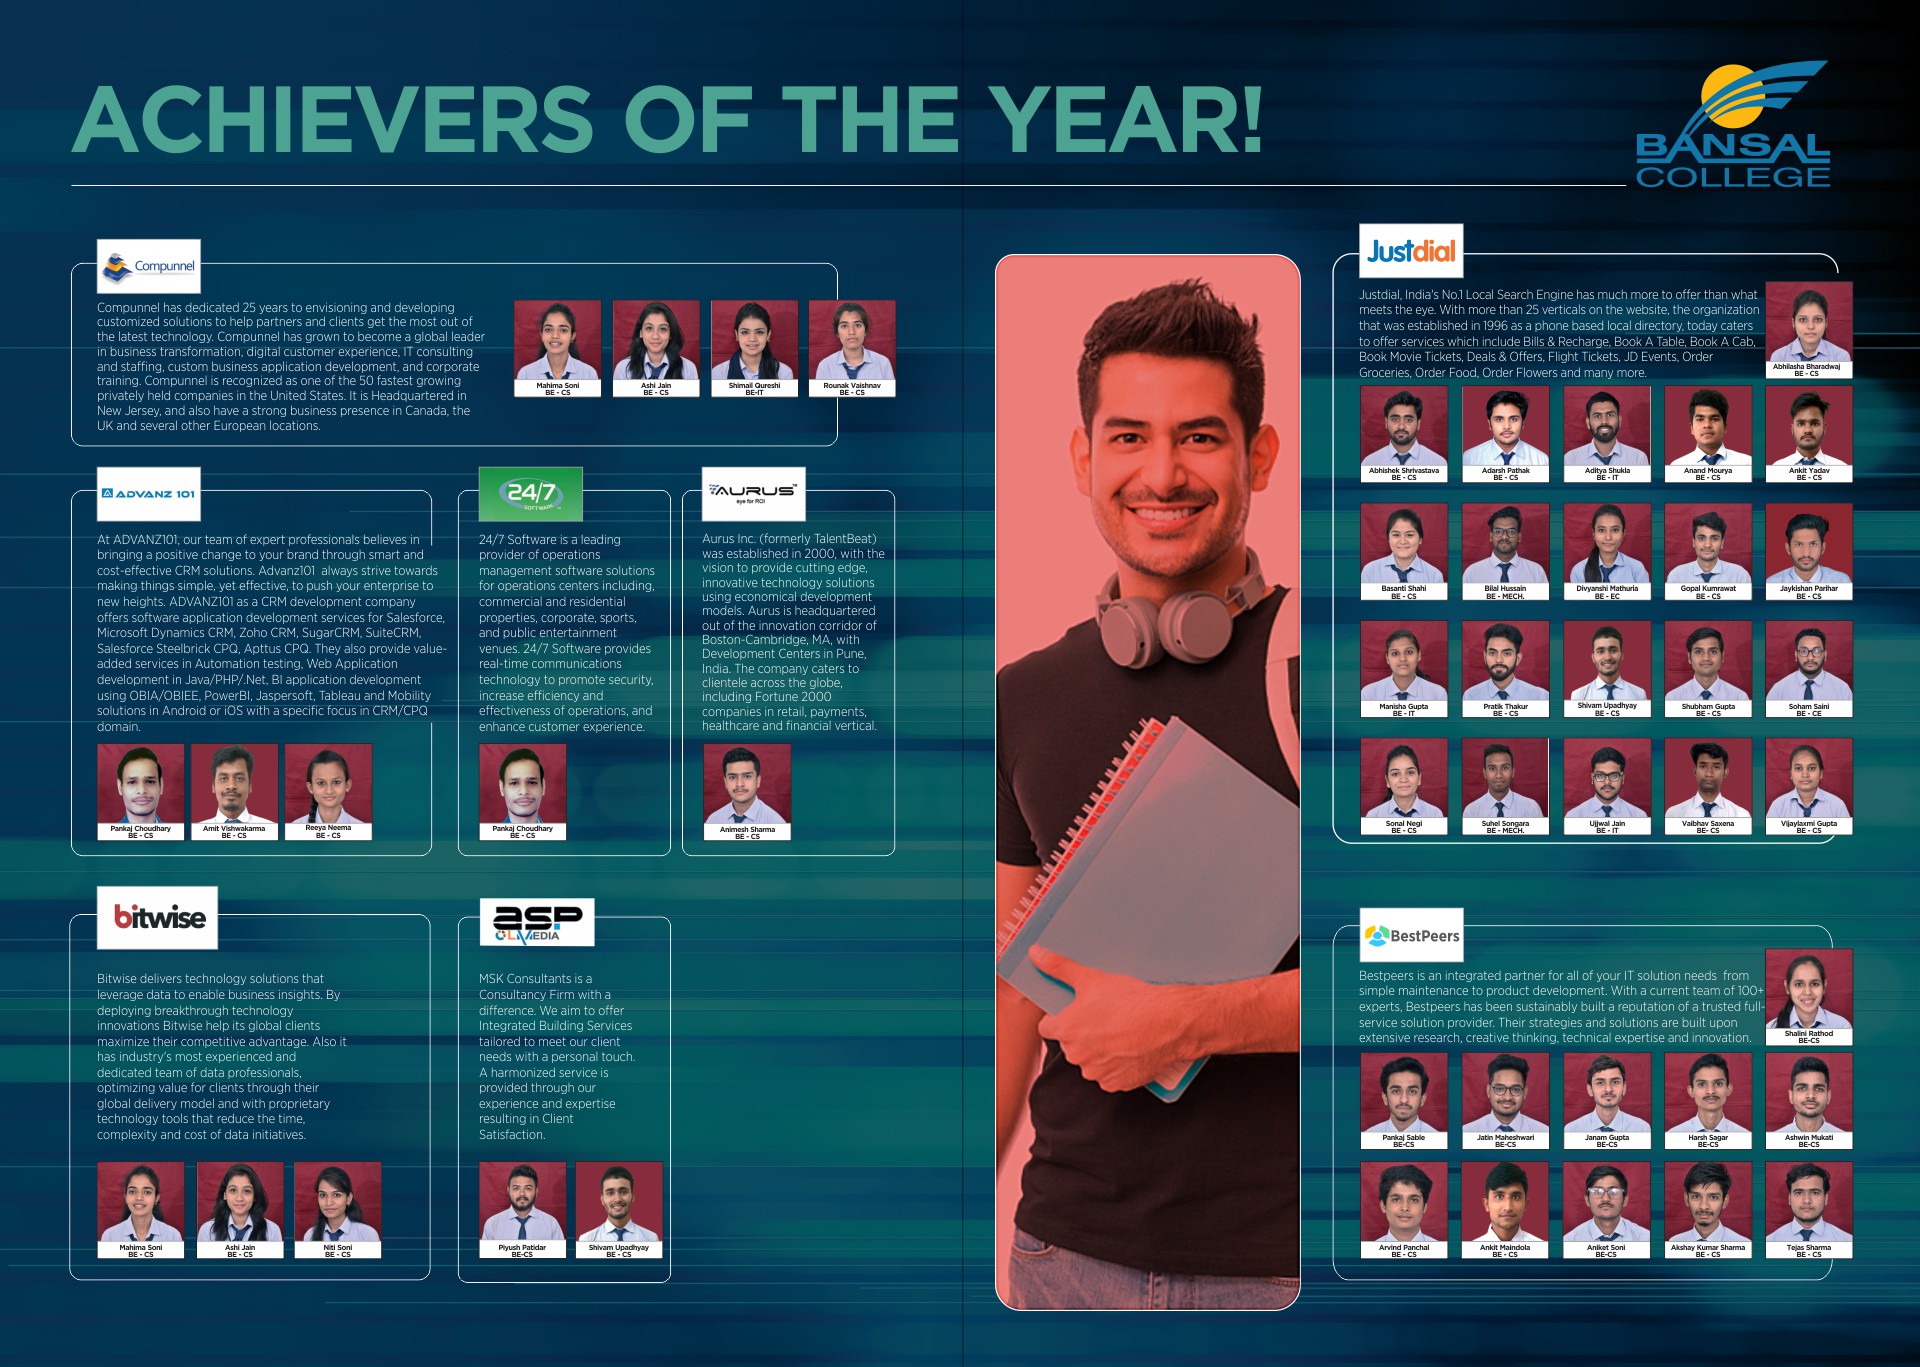 ACHIEVERS OF THE YEAR!
BANSAL
COLLEGE
Compunnel
Compunnel has dedicated 25 years to envisioning and developing
customized solutions to help partners and clients get the most out of
the latest technology. Compunnel has grown to become a global leader
in business transformation, digital customer experience, IT consulting
and staffing, custom business application development, and corporate
training. Compunnel is recognized as one of the 50 fastest growing
privately held companies in the United States. It is Headquartered in
New Jersey, and also have a strong business presence in Canada, the
UK and several other European locations.
Mahima Soni
BE - CS
Ashi Jain
BE - CS
Shimail Qureshi
BE-IT
Rounak Vaishnav
BE - CS
ADVANZ 101
At ADVANZ101, our team of expert professionals believes in
bringing a positive change to your brand through smart and
cost-effective CRM solutions. Advanz101 always strive towards
making things simple, yet effective, to push your enterprise to
new heights. ADVANZ101 as a CRM development company
offers software application development services for Salesforce,
Microsoft Dynamics CRM, Zoho CRM, SugarCRM, SuiteCRM,
Salesforce Steelbrick CPQ, Apttus CPQ. They also provide value-
added services in Automation testing, Web Application
development in Java/PHP/.Net, BI application development
using OBIA/OBIEE, PowerBI, Jaspersoft, Tableau and Mobility
solutions in Android or iOS with a specific focus in CRM/CPQ
domain.
Pankaj Choudhary
BE - CS
Amit Vishwakarma
BE - CS
Reeya Neema
BE - CS
24/7
SOFTWARE
24/7 Software is a leading
provider of operations
management software solutions
for operations centers including,
commercial and residential
properties, corporate, sports,
and public entertainment
venues. 24/7 Software provides
real-time communications
technology to promote security,
increase efficiency and
effectiveness of operations, and
enhance customer experience.
Pankaj Choudhary
BE - CS
AURUS
eye for ROI
Aurus Inc. (formerly TalentBeat)
was established in 2000, with the
vision to provide cutting edge,
innovative technology solutions
using economical development
models. Aurus is headquartered
out of the innovation corridor of
Boston-Cambridge, MA, with
Development Centers in Pune,
India. The company caters to
clientele across the globe,
including Fortune 2000
companies in retail, payments,
healthcare and financial vertical.
Animesh Sharma
BE - CS
bitwise
Bitwise delivers technology solutions that
leverage data to enable business insights. By
deploying breakthrough technology
innovations Bitwise help its global clients
maximize their competitive advantage. Also it
has industry's most experienced and
dedicated team of data professionals,
optimizing value for clients through their
global delivery model and with proprietary
technology tools that reduce the time,
complexity and cost of data initiatives.
Mahima Soni
BE - CS
Ashi Jain
BE - CS
Niti Soni
BE - CS
asp
OLIVMEDIA
MSK Consultants is a
Consultancy Firm with a
difference. We aim to offer
Integrated Building Services
tailored to meet our client
needs with a personal touch.
A harmonized service is
provided through our
experience and expertise
resulting in Client
Satisfaction.
Piyush Patidar
BE-CS
Shivam Upadhyay
BE - CS
Justdial
Justdial, India's No.1 Local Search Engine has much more to offer than what
meets the eye. With more than 25 verticals on the website, the organization
that was established in 1996 as a phone based local directory, today caters
to offer services which include Bills & Recharge, Book A Table, Book A Cab,
Book Movie Tickets, Deals & Offers, Flight Tickets, JD Events, Order
Groceries, Order Food, Order Flowers and many more.
Abhilasha Bharadwaj
BE - CS
Abhishek Shrivastava
BE - CS
Adarsh Pathak
BE - CS
Aditya Shukla
BE - IT
Anand Mourya
BE - CS
Ankit Yadav
BE - CS
Basanti Shahi
BE - CS
Bilal Hussain
BE - MECH.
Divyanshi Mathuria
BE - EC
Gopal Kumrawat
BE - CS
Jaykishan Parihar
BE - CS
Manisha Gupta
BE - IT
Pratik Thakur
BE - CS
Shivam Upadhyay
BE - CS
Shubham Gupta
BE - CS
Soham Saini
BE - CE
Sonal Negi
BE - CS
Suhel Songara
BE - MECH.
Ujjwal Jain
BE - IT
Vaibhav Saxena
BE- CS
Vijaylaxmi Gupta
BE - CS
BestPeers
Bestpeers is an integrated partner for all of your IT solution needs from
simple maintenance to product development. With a current team of 100+
experts, Bestpeers has been sustainably built a reputation of a trusted full-
service solution provider. Their strategies and solutions are built upon
extensive research, creative thinking, technical expertise and innovation.
Shalini Rathod
BE-CS
Pankaj Sable
BE-CS
Jatin Maheshwari
BE-CS
Janam Gupta
BE-CS
Harsh Sagar
BE-CS
Ashwin Mukati
BE-CS
Arvind Panchal
BE - CS
Ankit Maindola
BE - CS
Aniket Soni
BE-CS
Akshay Kumar Sharma
BE - CS
Tejas Sharma
BE - CS